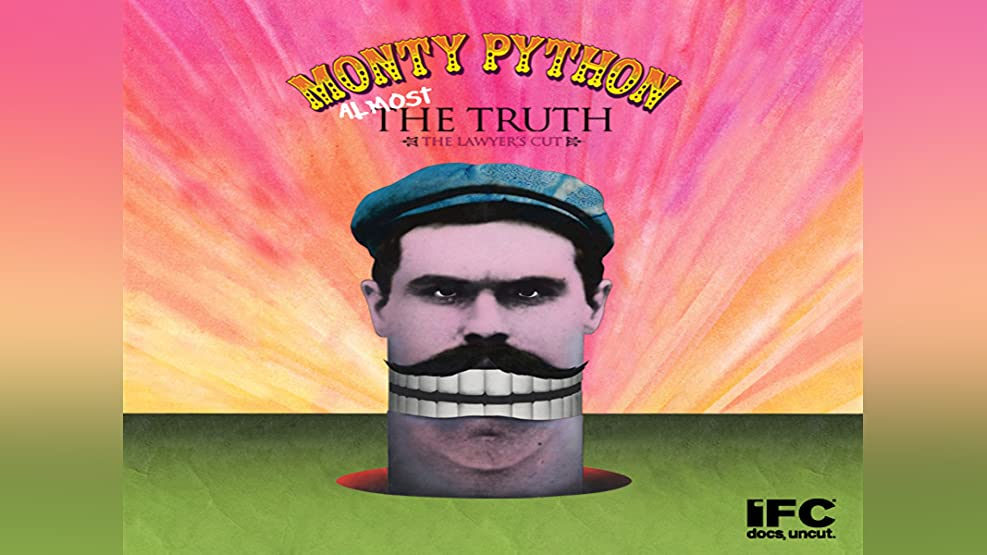 MONTY PYTHON
ALMOST
THE TRUTH
THE LAWYER'S CUT
iFC
docs, uncut.